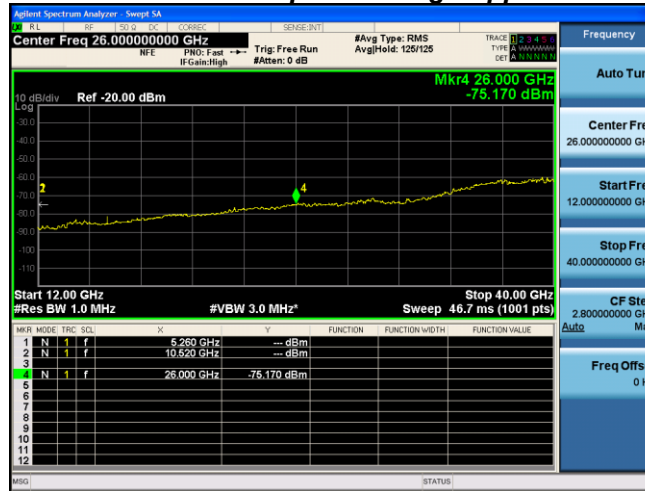 Agilent Spectrum Analyzer - Swept SA
RL RF 50 Ω DC CORREC SENSE:INT
Center Freq 26.000000000 GHz
NFE PNO: Fast Trig: Free Run
IFGain:High #Atten: 0 dB
#Avg Type: RMS
Avg|Hold: 125/125
TRACE 1 2 3 4 5 6
TYPE A
DET A N N N N N
Mkr4 26.000 GHz
-75.170 dBm
10 dB/div Ref -20.00 dBm
Log
-30.0
-40.0
-50.0
-60.0
-70.0
-80.0
-90.0
-100
-110
2
4
Start 12.00 GHz Stop 40.00 GHz
#Res BW 1.0 MHz #VBW 3.0 MHz* Sweep 46.7 ms (1001 pts)
MKR MODE TRC SCL X Y FUNCTION FUNCTION WIDTH FUNCTION VALUE
1 N 1 f 5.260 GHz --- dBm
2 N 1 f 10.520 GHz --- dBm
3
4 N 1 f 26.000 GHz -75.170 dBm
5
6
7
8
9
10
11
12
MSG STATUS
Frequency
Auto Tun
Center Fre
26.000000000 GH
Start Fre
12.000000000 GH
Stop Fre
40.000000000 GH
CF Ste
2.800000000 GH
Auto Ma
Freq Offs
0 H